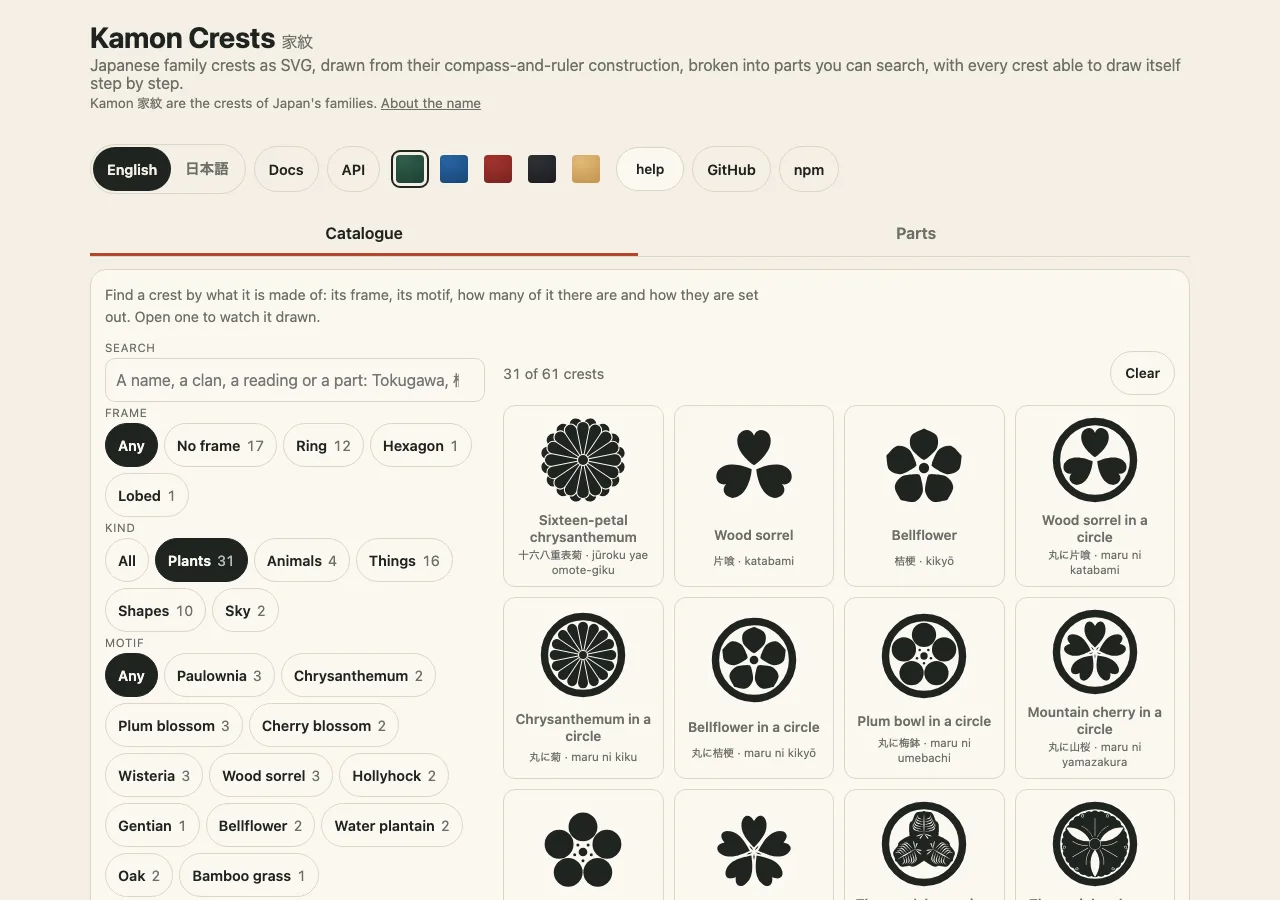 Kamon Crests 家紋
Japanese family crests as SVG, drawn from their compass-and-ruler construction, broken into parts you can search, with every crest able to draw itself
step by step.
Kamon 家紋 are the crests of Japan's families. About the name
English 日本語 Docs API help GitHub npm
Catalogue Parts
Find a crest by what it is made of: its frame, its motif, how many of it there are and how they are set
out. Open one to watch it drawn.
SEARCH
A name, a clan, a reading or a part: Tokugawa,
31 of 61 crests
Clear
FRAME
Any No frame 17 Ring 12 Hexagon 1
Lobed 1
KIND
All Plants 31 Animals 4 Things 16
Shapes 10 Sky 2
MOTIF
Any Paulownia 3 Chrysanthemum 2
Plum blossom 3 Cherry blossom 2
Wisteria 3 Wood sorrel 3 Hollyhock 2
Gentian 1 Bellflower 2 Water plantain 2
Oak 2 Bamboo grass 1
Sixteen-petal
chrysanthemum
十六八重表菊 · jūroku yae
omote-giku
Wood sorrel
片喰 · katabami
Bellflower
桔梗 · kikyō
Wood sorrel in a
circle
丸に片喰 · maru ni
katabami
Chrysanthemum in a
circle
丸に菊 · maru ni kiku
Bellflower in a circle
丸に桔梗 · maru ni kikyō
Plum bowl in a circle
丸に梅鉢 · maru ni
umebachi
Mountain cherry in a
circle
丸に山桜 · maru ni
yamazakura